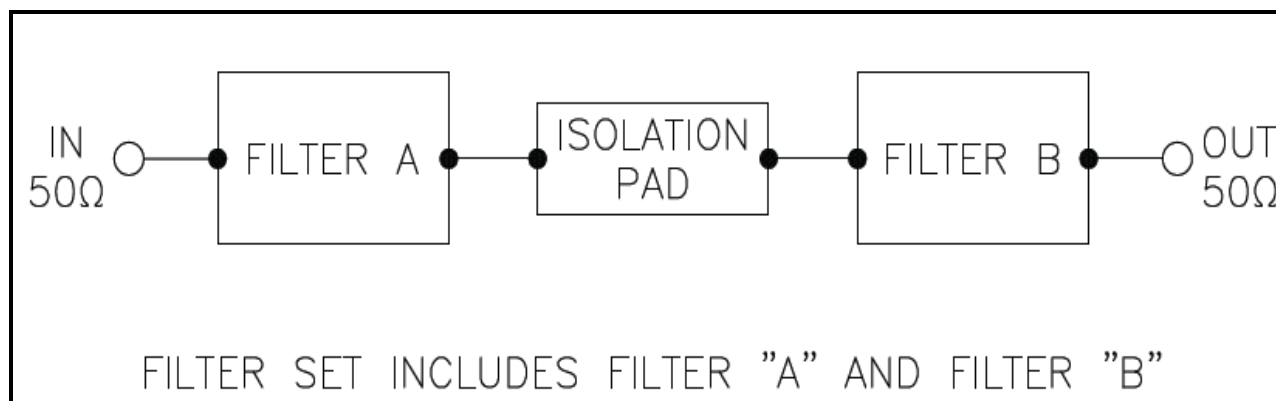 IN
50Ω
FILTER A
ISOLATION
PAD
FILTER B
OUT
50Ω
FILTER SET INCLUDES FILTER "A" AND FILTER "B"